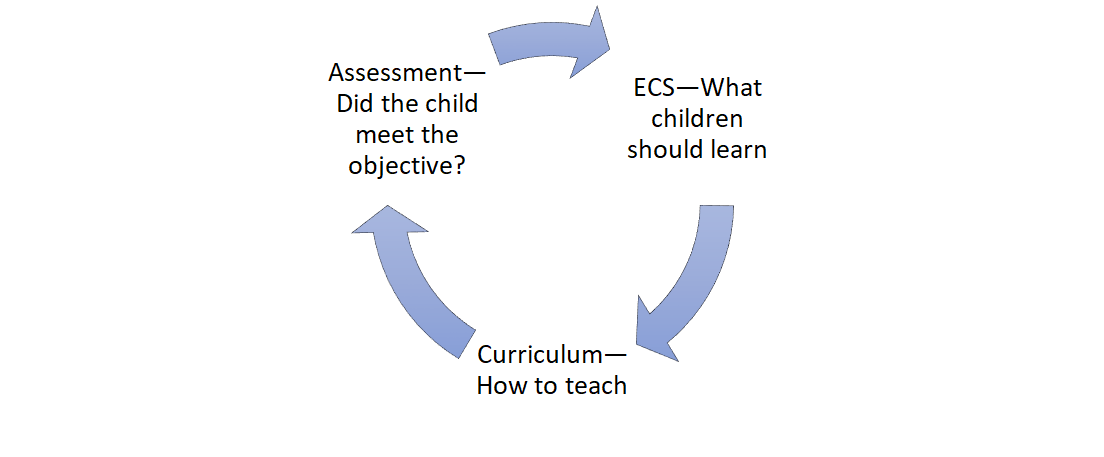 Assessment—
Did the child
meet the
objective?
ECS—What
children
should learn
Curriculum—
How to teach